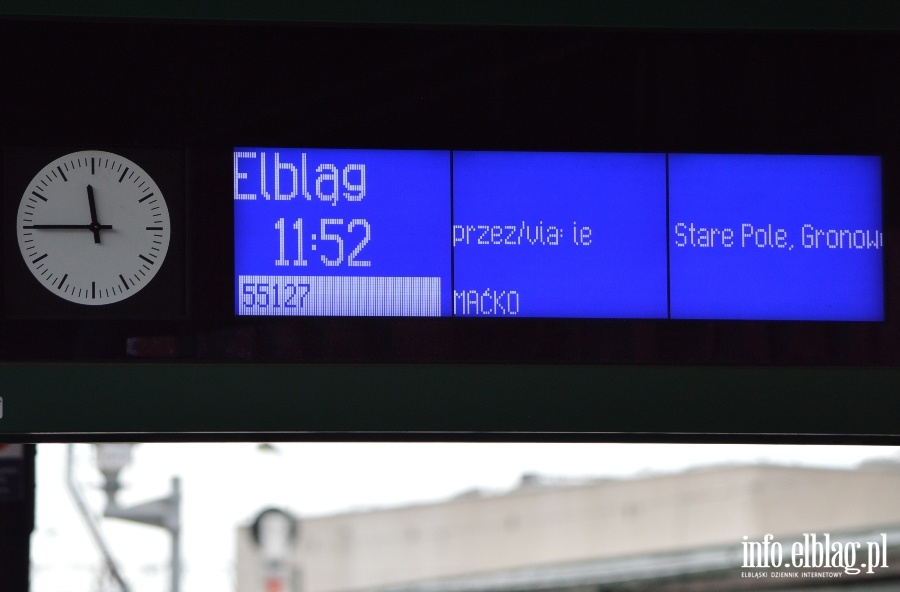 Elbląg
11:52
55127
przez/via: ie
Stare Pole, Gronow
MAĆKO
info.elblag.pl
ELBLĄSKI DZIENNIK INTERNETOWY